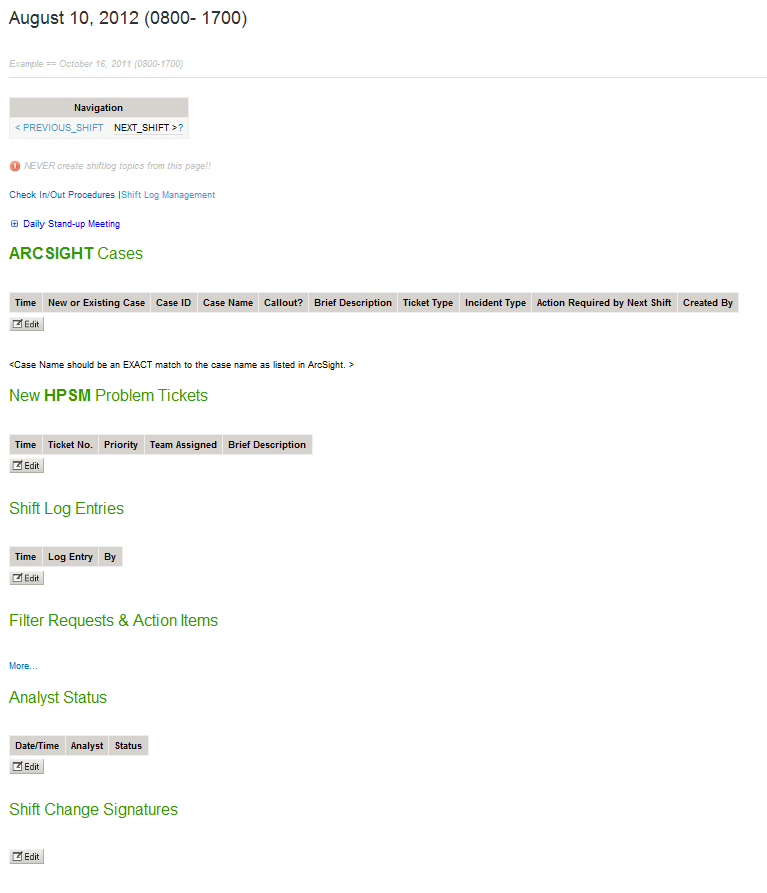 August 10, 2012 (0800- 1700)
Example == October 16, 2011 (0800-1700)
Navigation
< PREVIOUS_SHIFT NEXT_SHIFT >?
NEVER create shiftlog topics from this page!!
Check In/Out Procedures |Shift Log Management
Daily Stand-up Meeting
ARCSIGHT Cases
Time New or Existing Case Case ID Case Name Callout? Brief Description Ticket Type Incident Type Action Required by Next Shift Created By
Edit
<Case Name should be an EXACT match to the case name as listed in ArcSight. >
New HPSM Problem Tickets
Time Ticket No. Priority Team Assigned Brief Description
Edit
Shift Log Entries
Time Log Entry By
Edit
Filter Requests & Action Items
More...
Analyst Status
Date/Time Analyst Status
Edit
Shift Change Signatures
Edit